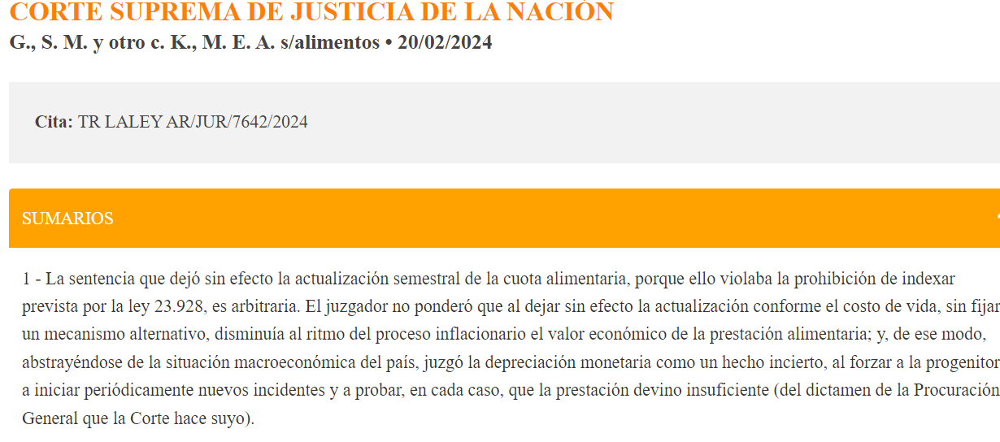 CORTE SUPREMA DE JUSTICIA DE LA NACIÓN
G., S. M. y otro c. K., M. E. A. s/alimentos • 20/02/2024
Cita: TR LALEY AR/JUR/7642/2024
SUMARIOS
1 - La sentencia que dejó sin efecto la actualización semestral de la cuota alimentaria, porque ello violaba la prohibición de indexar
prevista por la ley 23.928, es arbitraria. El juzgador no ponderó que al dejar sin efecto la actualización conforme el costo de vida, sin fijar
un mecanismo alternativo, disminuía al ritmo del proceso inflacionario el valor económico de la prestación alimentaria; y, de ese modo,
abstrayéndose de la situación macroeconómica del país, juzgó la depreciación monetaria como un hecho incierto, al forzar a la progenitor
a iniciar periódicamente nuevos incidentes y a probar, en cada caso, que la prestación devino insuficiente (del dictamen de la Procuración
General que la Corte hace suyo).